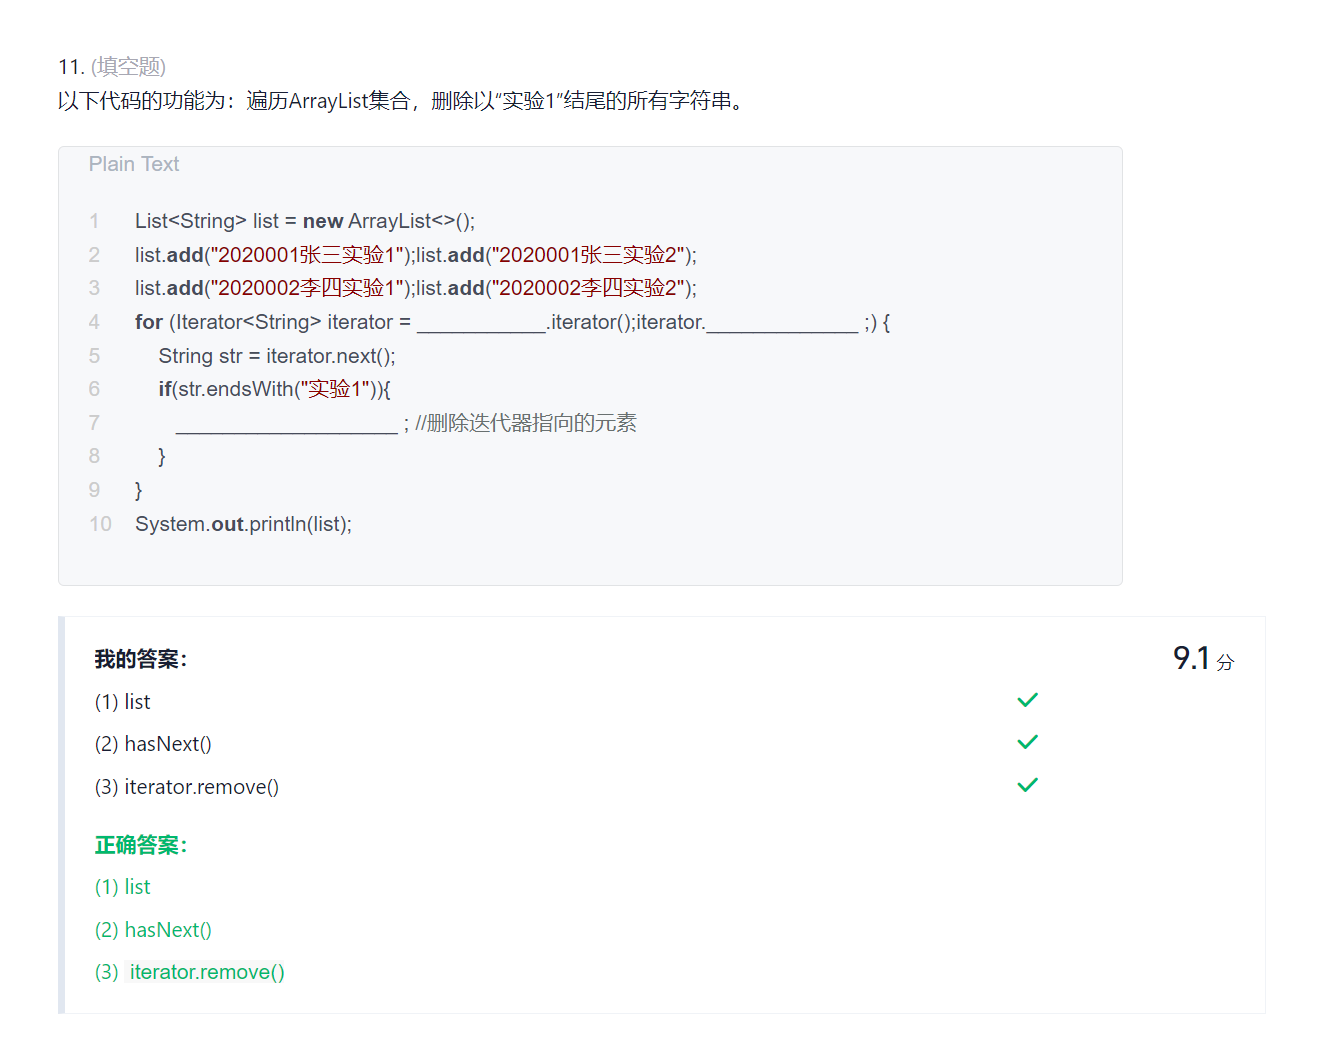 11. (填空题)
以下代码的功能为：遍历ArrayList集合，删除以“实验1”结尾的所有字符串。
Plain Text
1 List<String> list = new ArrayList<>();
2 list.add("2020001张三实验1");list.add("2020001张三实验2");
3 list.add("2020002李四实验1");list.add("2020002李四实验2");
4 for (Iterator<String> iterator = ___________.iterator();iterator._____________ ;) {
5 String str = iterator.next();
6 if(str.endsWith("实验1")){
7 ___________________ ; //删除迭代器指向的元素
8 }
9 }
10 System.out.println(list);
我的答案：
9.1 分
(1) list
(2) hasNext()
(3) iterator.remove()
正确答案：
(1) list
(2) hasNext()
(3) iterator.remove()